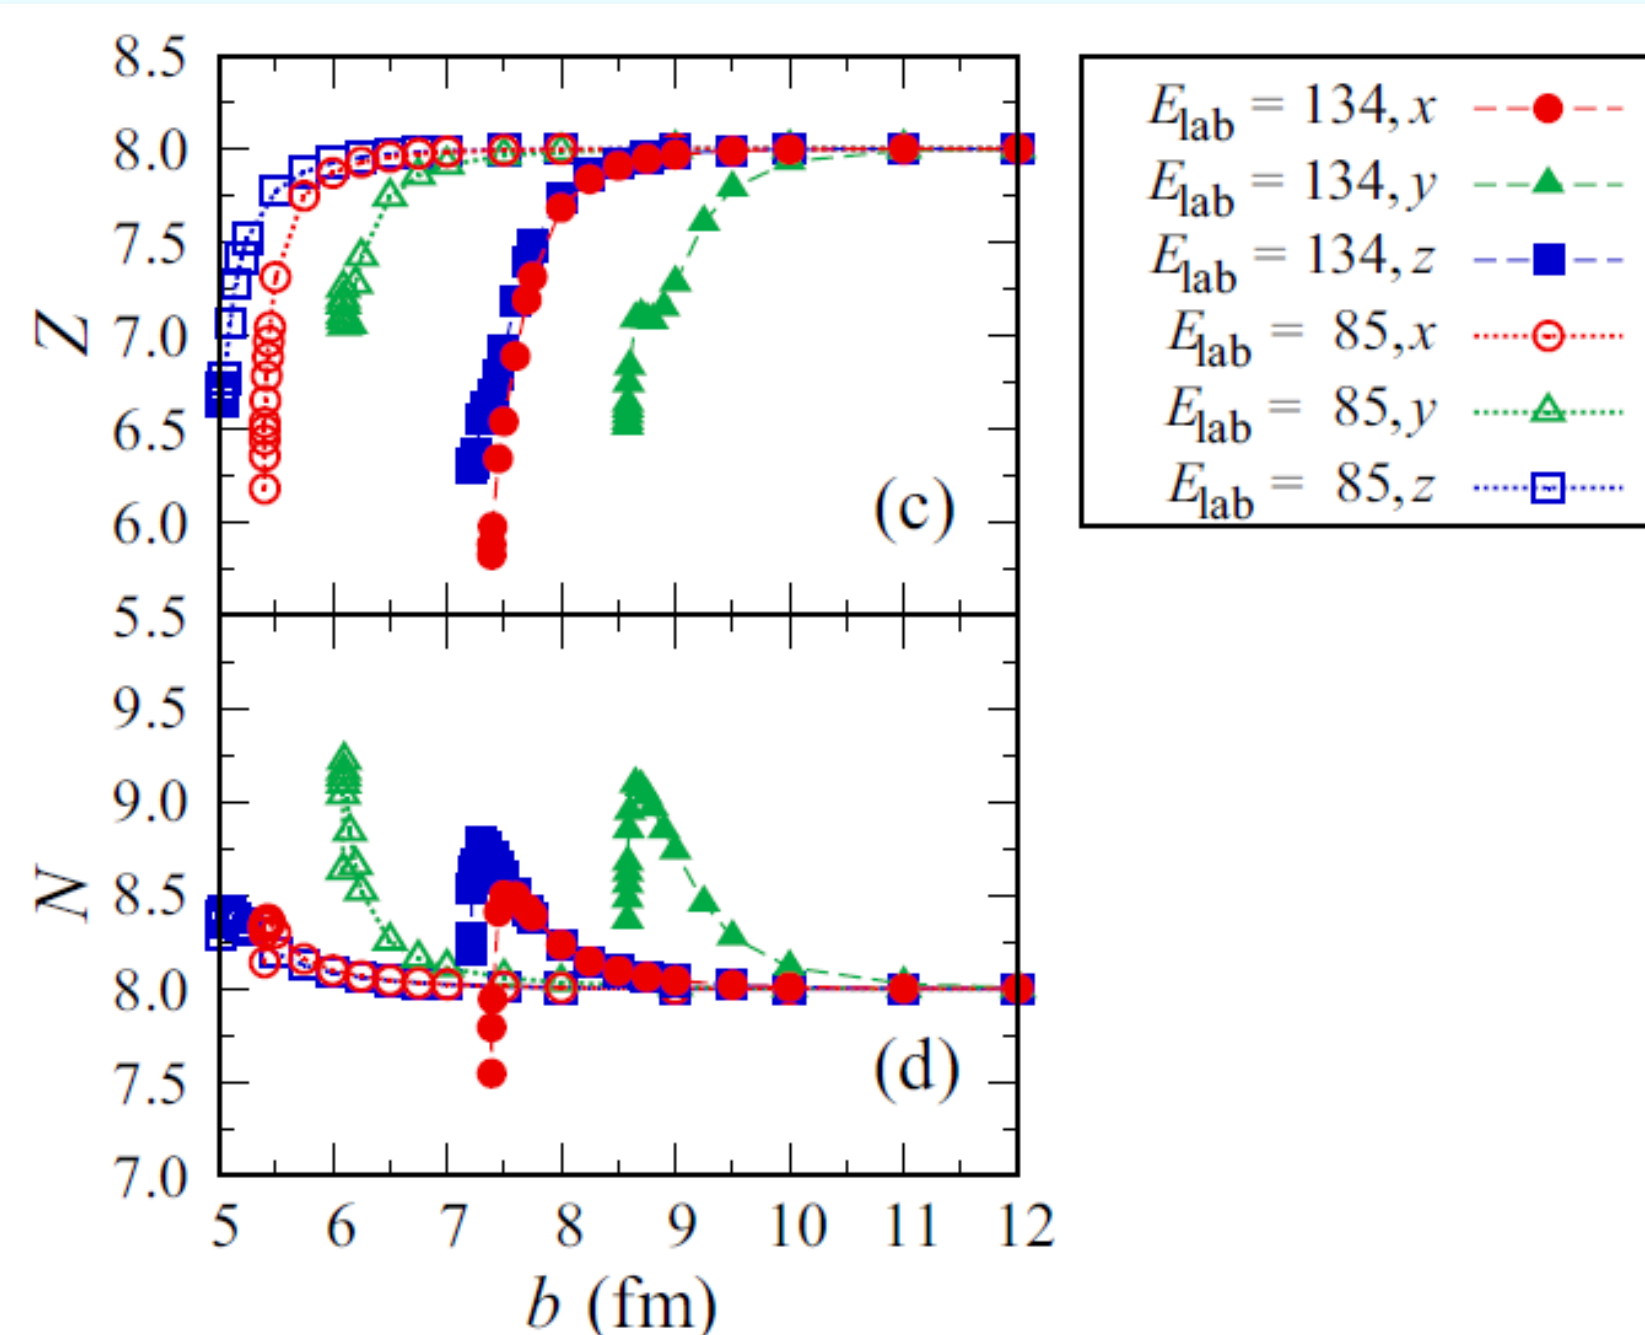 8.5
8.0
7.5
7.0
6.5
6.0
5.5
Z
(c)
E_lab = 134, x
E_lab = 134, y
E_lab = 134, z
E_lab = 85, x
E_lab = 85, y
E_lab = 85, z
9.5
9.0
8.5
8.0
7.5
7.0
N
(d)
5 6 7 8 9 10 11 12
b (fm)